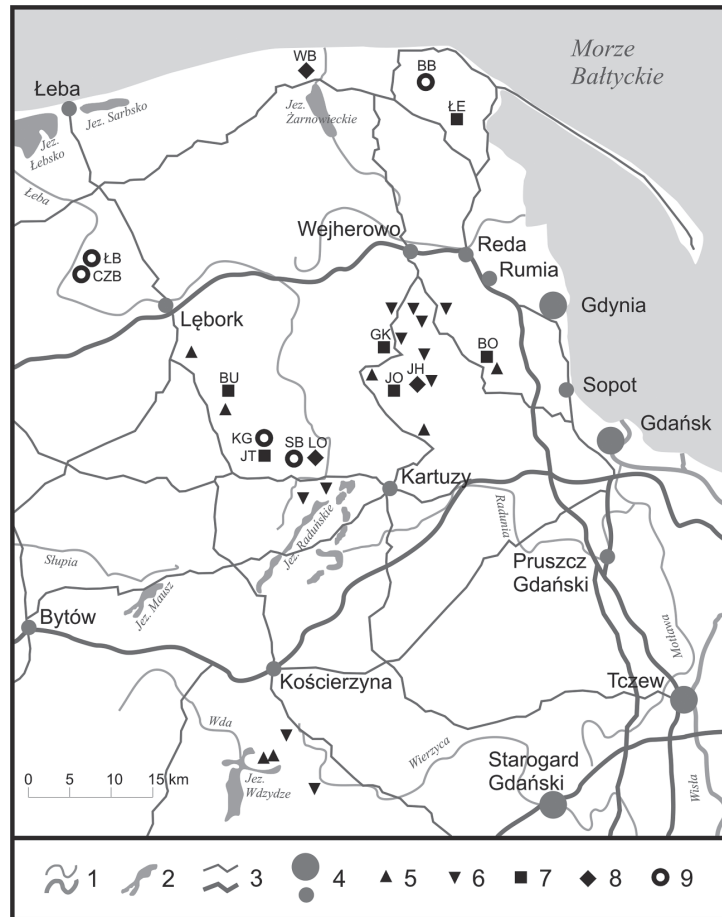 Morze
Bałtyckie
WB
BB
Łeba
Jez. Sarbsko
Jez.
Żarnowieckie
ŁE
Jez.
Łebsko
Łeba
Wejherowo
Reda
Rumia
ŁB
CZB
Gdynia
Lębork
GK
BO
JH
JO
BU
Sopot
Gdańsk
KG
SB
LO
JT
Kartuzy
Radunia
Jez. Raduńskie
Słupia
Pruszcz
Gdański
Jez. Mausz
Bytów
Motława
Kościerzyna
Tczew
Wda
Wierzyca
Starogard
Gdański
Jez.
Wdzydze
Wisła
0 5 10 15 km
1 2 3 4 5 6 7 8 9